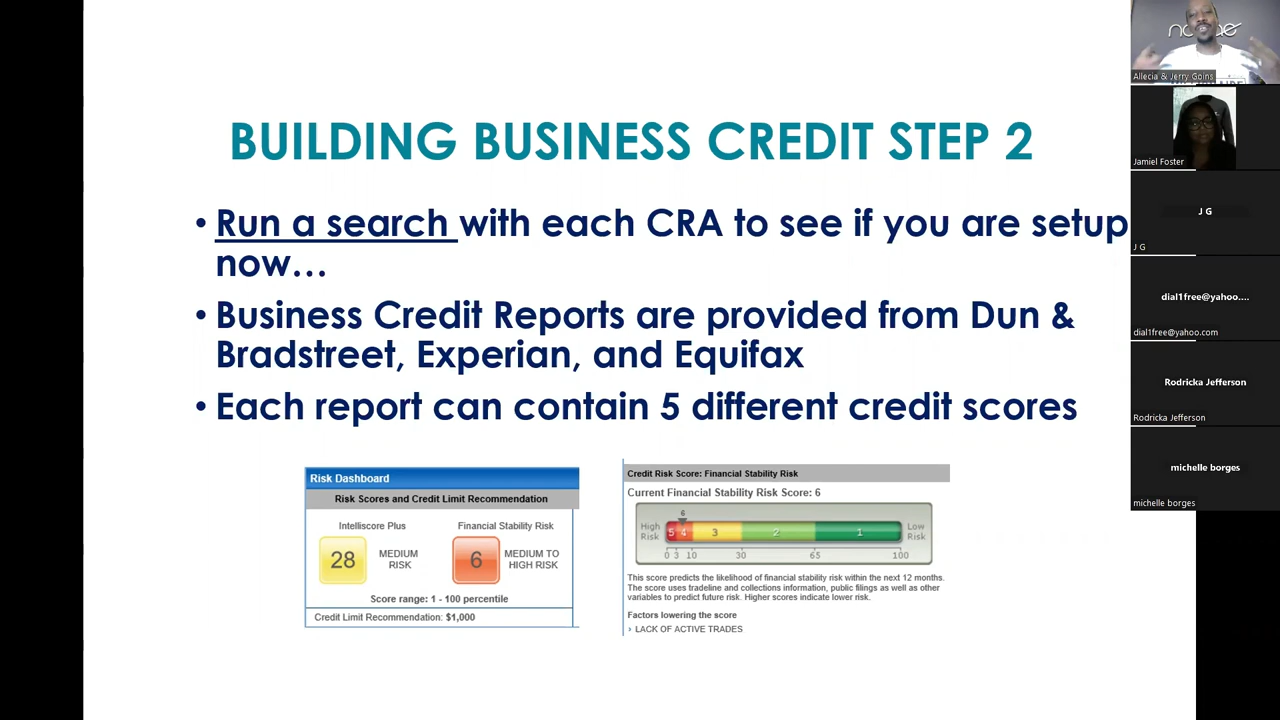 BUILDING BUSINESS CREDIT STEP 2
• Run a search with each CRA to see if you are setup
now…
• Business Credit Reports are provided from Dun &
Bradstreet, Experian, and Equifax
• Each report can contain 5 different credit scores
Risk Dashboard
Risk Scores and Credit Limit Recommendation
Intelliscore Plus
Financial Stability Risk
28
MEDIUM
RISK
6
MEDIUM TO
HIGH RISK
Score range: 1 - 100 percentile
Credit Limit Recommendation: $1,000
Credit Risk Score: Financial Stability Risk
Current Financial Stability Risk Score: 6
6
High
Risk
5 4 3 2 1
Low
Risk
0 3 10 30 65 100
This score predicts the likelihood of financial stability risk within the next 12 months.
The score uses tradeline and collections information, public filings as well as other
variables to predict future risk. Higher scores indicate lower risk.
Factors lowering the score
› LACK OF ACTIVE TRADES
Allecia & Jerry Goins
Jamiel Foster
J G
J G
dial1free@yahoo....
dial1free@yahoo.com
Rodricka Jefferson
Rodricka Jefferson
michelle borges
michelle borges